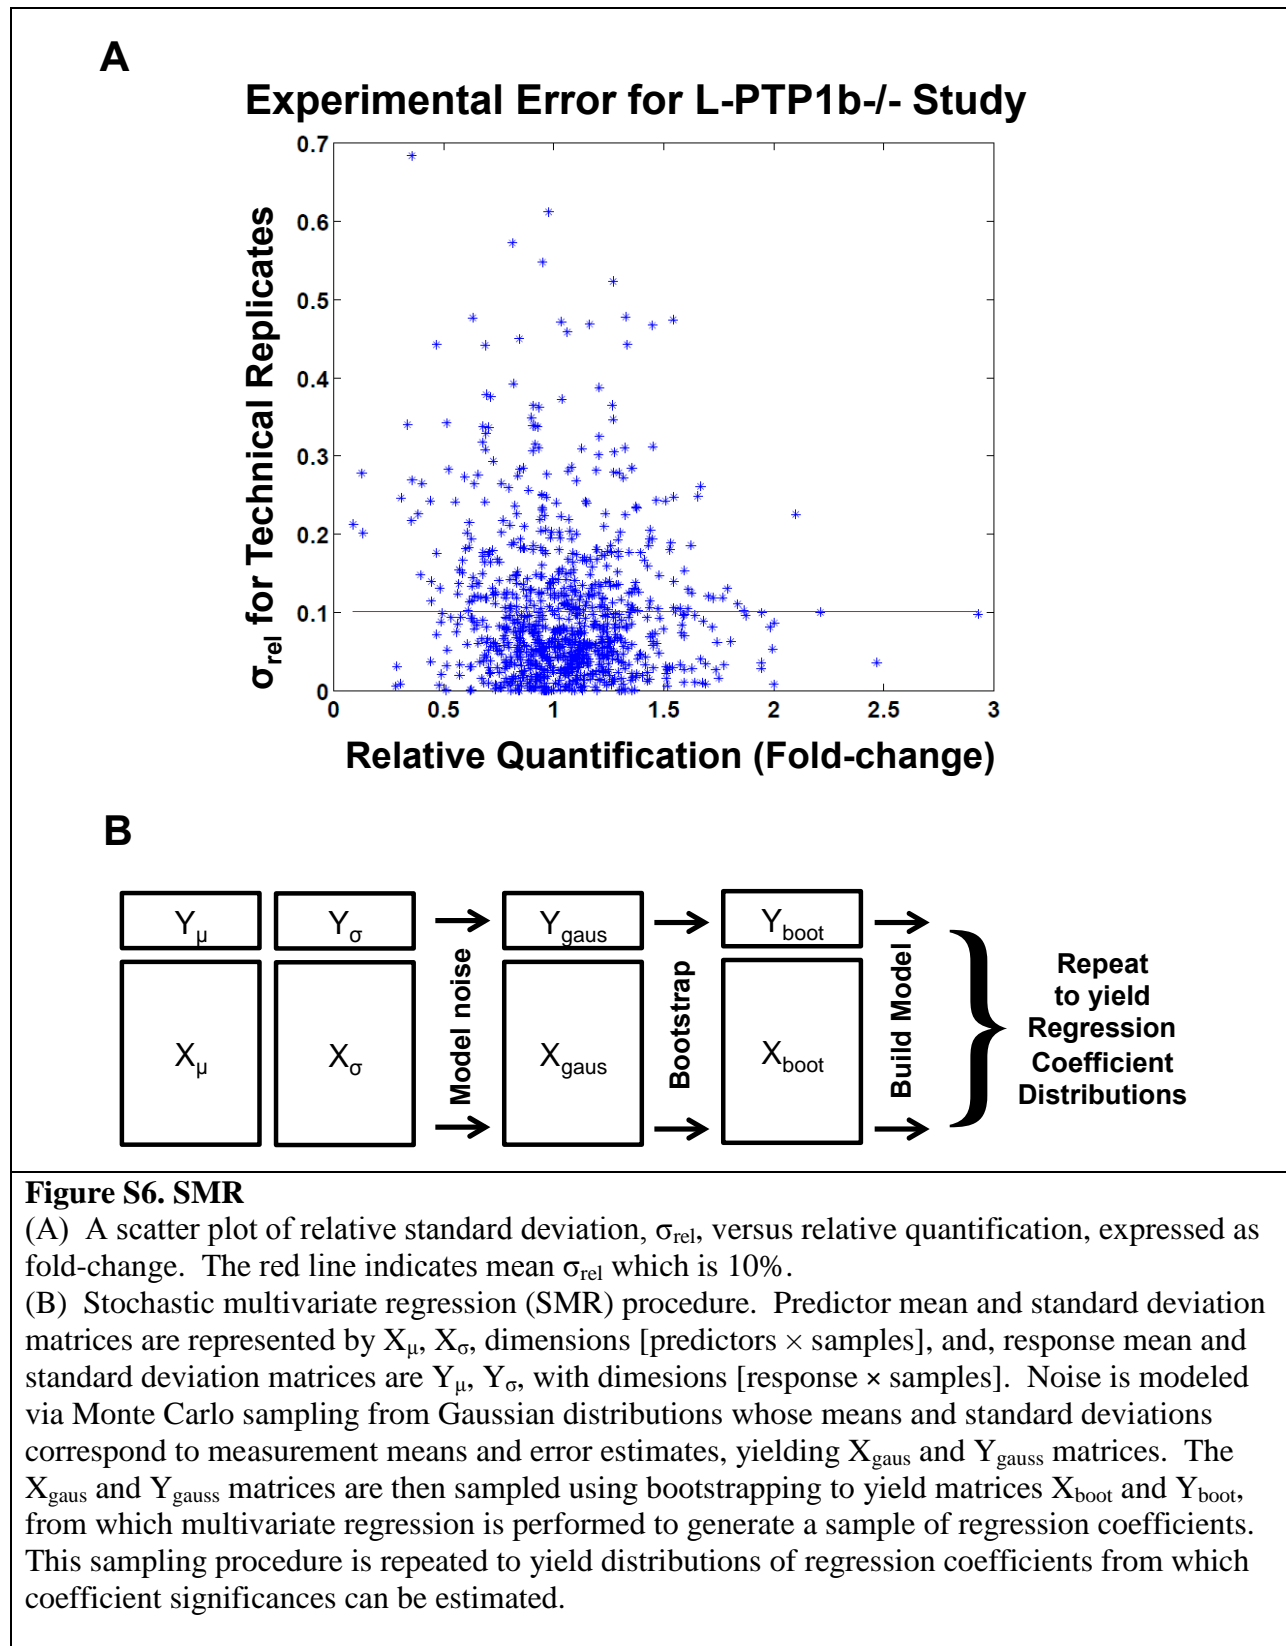 A
Experimental Error for L-PTP1b-/- Study
σrel for Technical Replicates
0.7
0.6
0.5
0.4
0.3
0.2
0.1
0
0
0.5
1
1.5
2
2.5
3
Relative Quantification (Fold-change)
B
Yμ
Yσ
Ygaus
Yboot
Xμ
Xσ
Model noise
Xgaus
Bootstrap
Xboot
Build Model
Repeat
to yield
Regression
Coefficient
Distributions
Figure S6. SMR
(A) A scatter plot of relative standard deviation, σrel, versus relative quantification, expressed as
fold-change. The red line indicates mean σrel which is 10%.
(B) Stochastic multivariate regression (SMR) procedure. Predictor mean and standard deviation
matrices are represented by Xμ, Xσ, dimensions [predictors × samples], and, response mean and
standard deviation matrices are Yμ, Yσ, with dimesions [response × samples]. Noise is modeled
via Monte Carlo sampling from Gaussian distributions whose means and standard deviations
correspond to measurement means and error estimates, yielding Xgaus and Ygauss matrices. The
Xgaus and Ygauss matrices are then sampled using bootstrapping to yield matrices Xboot and Yboot,
from which multivariate regression is performed to generate a sample of regression coefficients.
This sampling procedure is repeated to yield distributions of regression coefficients from which
coefficient significances can be estimated.